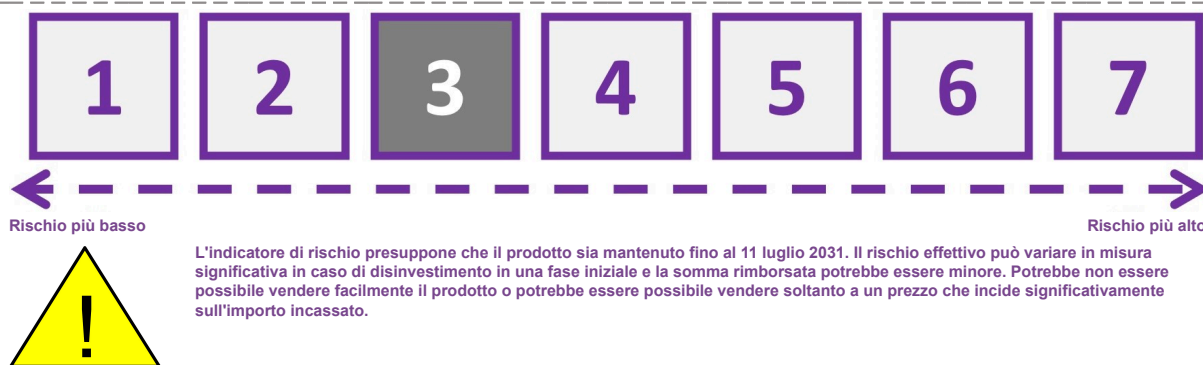 1 2 3 4 5 6 7
Rischio più basso Rischio più alto
L'indicatore di rischio presuppone che il prodotto sia mantenuto fino al 11 luglio 2031. Il rischio effettivo può variare in misura
significativa in caso di disinvestimento in una fase iniziale e la somma rimborsata potrebbe essere minore. Potrebbe non essere
possibile vendere facilmente il prodotto o potrebbe essere possibile vendere soltanto a un prezzo che incide significativamente
sull'importo incassato.
!